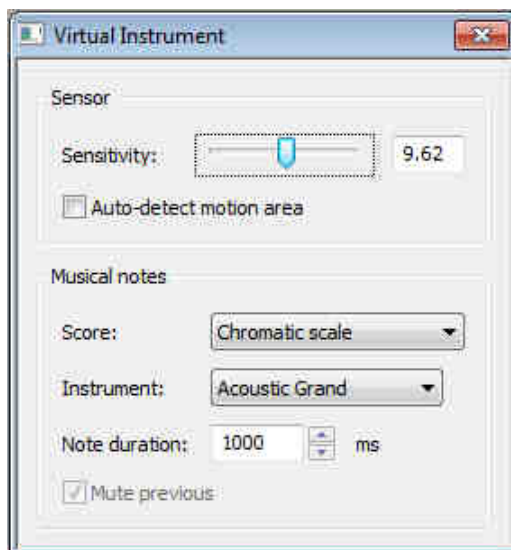 Virtual Instrument
Sensor
Sensitivity: 9.62
Auto-detect motion area
Musical notes
Score: Chromatic scale
Instrument: Acoustic Grand
Note duration: 1000 ms
Mute previous